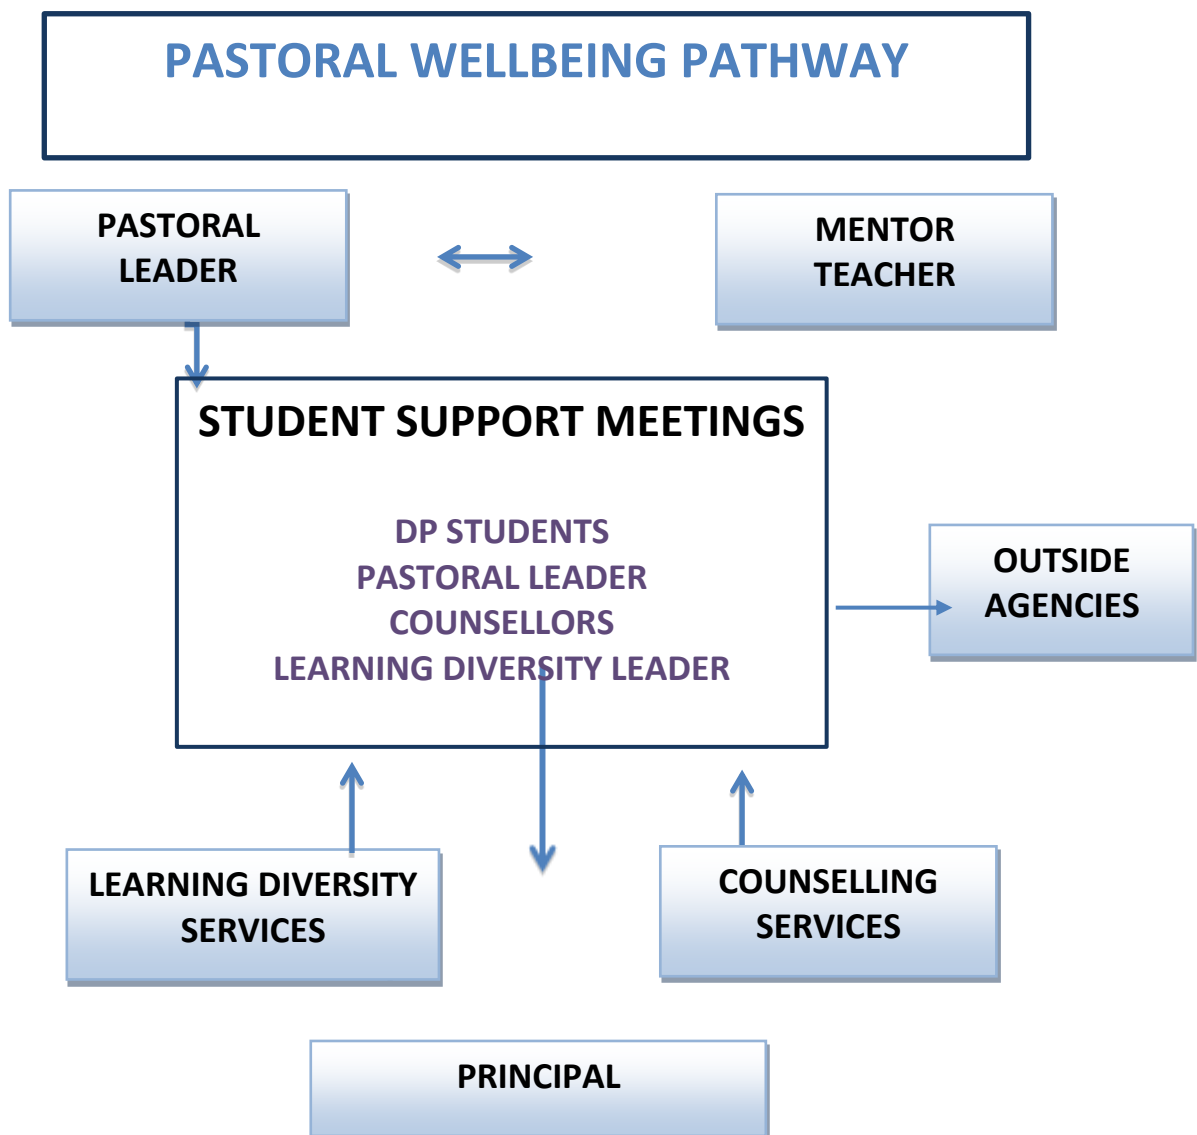 PASTORAL WELLBEING PATHWAY
PASTORAL
LEADER
MENTOR
TEACHER
STUDENT SUPPORT MEETINGS
DP STUDENTS
PASTORAL LEADER
COUNSELLORS
LEARNING DIVERSITY LEADER
OUTSIDE
AGENCIES
LEARNING DIVERSITY
SERVICES
COUNSELLING
SERVICES
PRINCIPAL